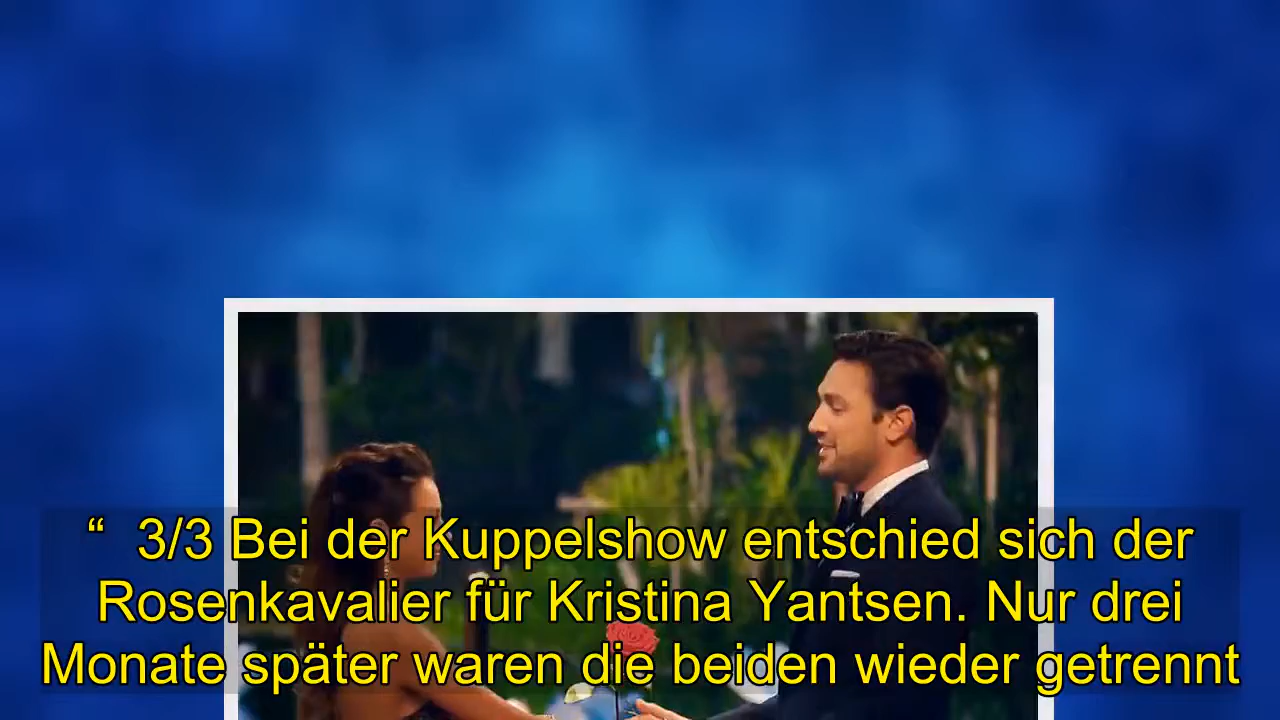 “  3/3 Bei der Kuppelshow entschied sich der
Rosenkavalier für Kristina Yantsen. Nur drei
Monate später waren die beiden wieder getrennt